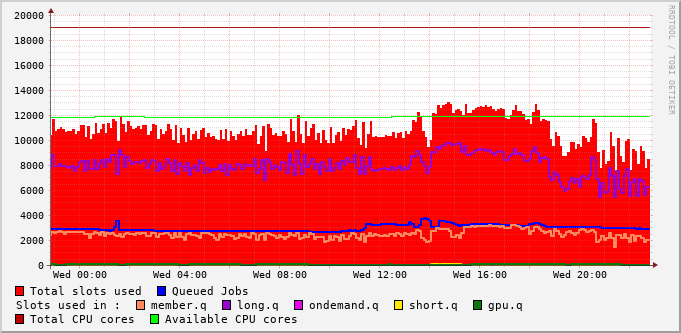 RRDTOOL / TOBI OETIKER
20000
18000
16000
14000
12000
10000
8000
6000
4000
2000
0
Wed 00:00 Wed 04:00 Wed 08:00 Wed 12:00 Wed 16:00 Wed 20:00
Total slots used Queued Jobs
Slots used in : member.q long.q ondemand.q short.q gpu.q
Total CPU cores Available CPU cores